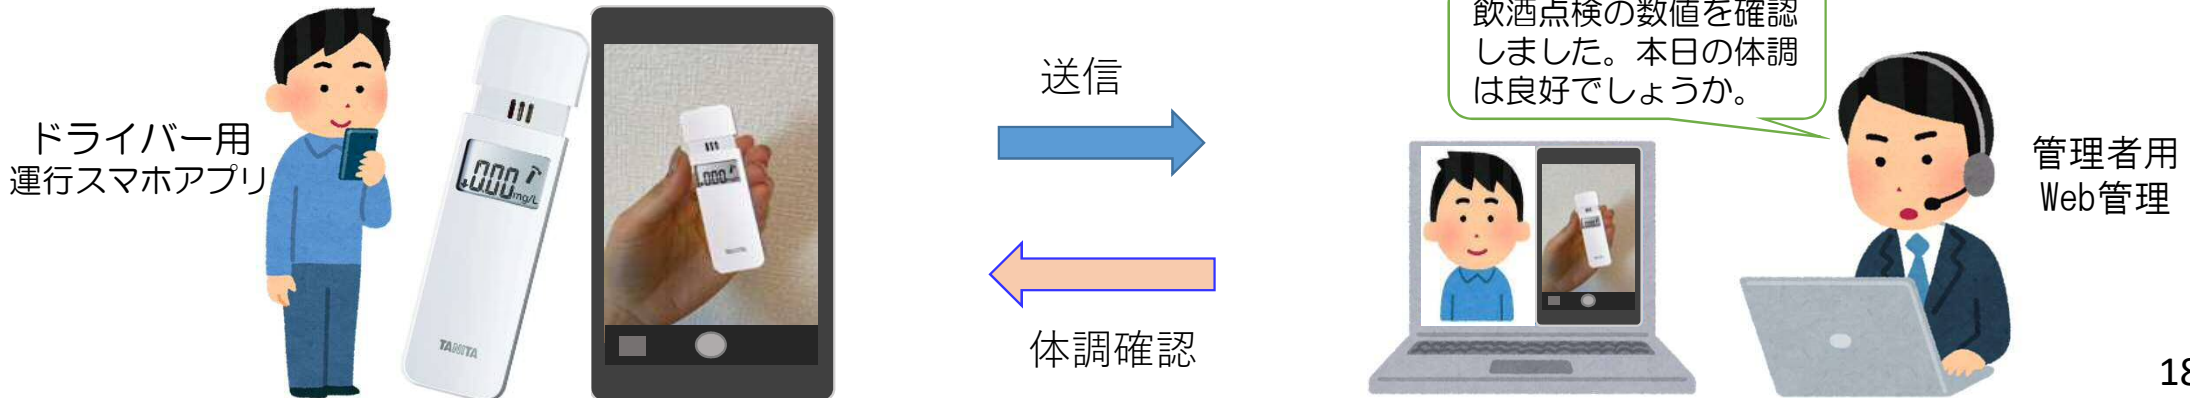 ドライバー用
運行スマホアプリ
0.00
mg/L
TANITA
送信
体調確認
飲酒点検の数値を確認
しました。本日の体調
は良好でしょうか。
管理者用
Web管理